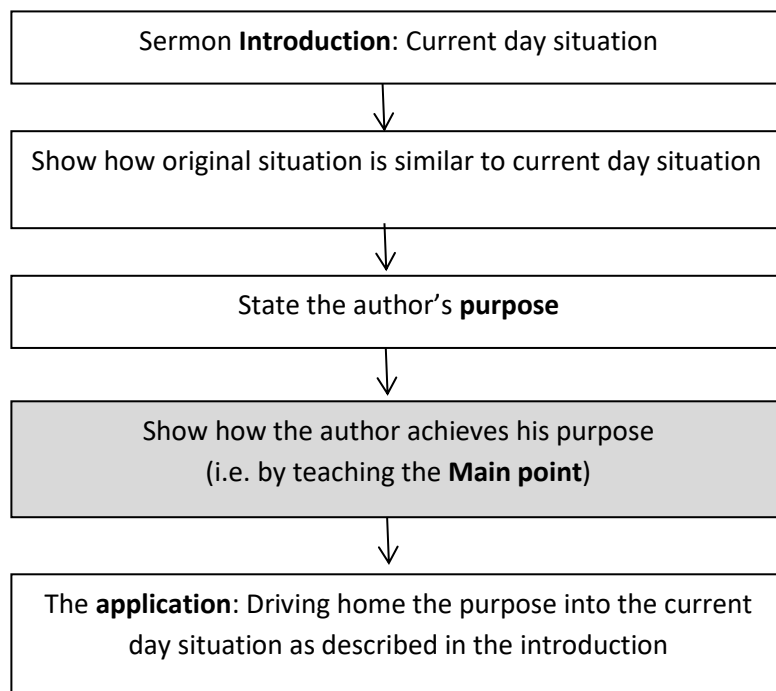 Sermon Introduction: Current day situation
Show how original situation is similar to current day situation
State the author’s purpose
Show how the author achieves his purpose
(i.e. by teaching the Main point)
The application: Driving home the purpose into the current
day situation as described in the introduction